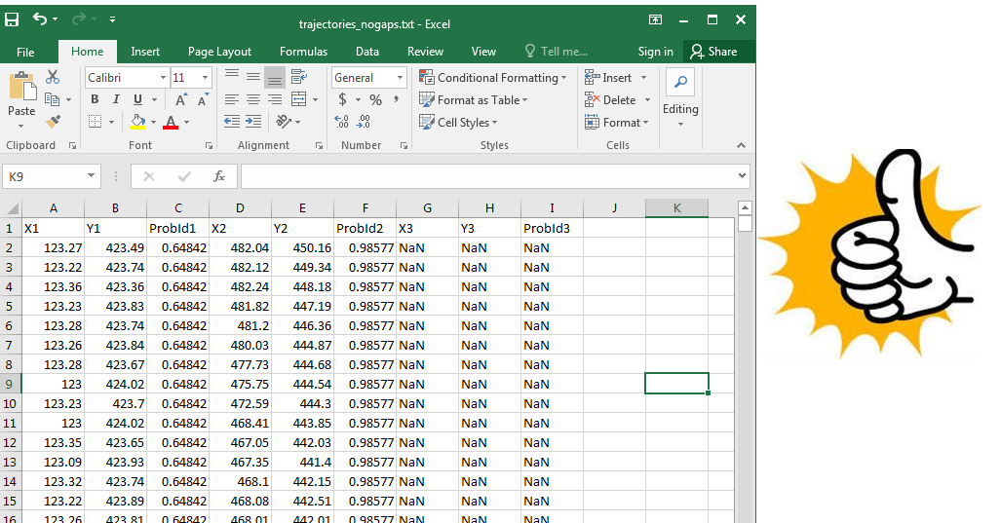 trajectories_nogaps.txt - Excel
File Home Insert Page Layout Formulas Data Review View Tell me... Sign in Share
Calibri 11 General Conditional Formatting Insert
Paste B I U A A $ % , Format as Table Delete Editing
A Cell Styles Format
Clipboard Font Alignment Number Styles Cells
K9 fx
A B C D E F G H I J K
1 X1 Y1 ProbId1 X2 Y2 ProbId2 X3 Y3 ProbId3
2 123.27 423.49 0.64842 482.04 450.16 0.98577 NaN NaN NaN
3 123.22 423.74 0.64842 482.12 449.34 0.98577 NaN NaN NaN
4 123.36 423.36 0.64842 482.24 448.18 0.98577 NaN NaN NaN
5 123.23 423.83 0.64842 481.82 447.19 0.98577 NaN NaN NaN
6 123.28 423.74 0.64842 481.2 446.36 0.98577 NaN NaN NaN
7 123.26 423.84 0.64842 480.03 444.87 0.98577 NaN NaN NaN
8 123.28 423.67 0.64842 477.73 444.68 0.98577 NaN NaN NaN
9 123 424.02 0.64842 475.75 444.54 0.98577 NaN NaN NaN
10 123.23 423.7 0.64842 472.59 444.3 0.98577 NaN NaN NaN
11 123 424.02 0.64842 468.41 443.85 0.98577 NaN NaN NaN
12 123.35 423.65 0.64842 467.05 442.03 0.98577 NaN NaN NaN
13 123.09 423.93 0.64842 467.35 441.4 0.98577 NaN NaN NaN
14 123.32 423.74 0.64842 468.1 442.15 0.98577 NaN NaN NaN
15 123.22 423.89 0.64842 468.08 442.51 0.98577 NaN NaN NaN
16 123.26 423.81 0.64842 468.01 442.01 0.98577 NaN NaN NaN